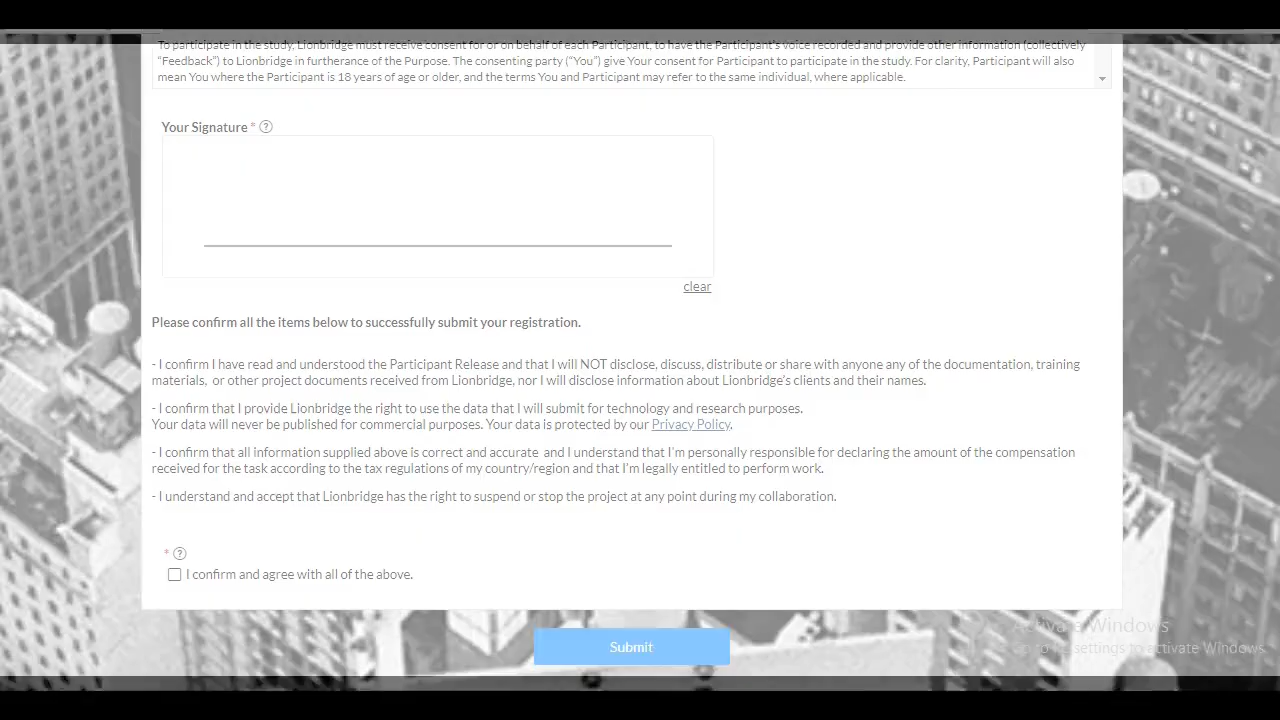 To participate in the study, Lionbridge must receive consent for or on behalf of each Participant, to have the Participant's voice recorded and provide other information (collectively
"Feedback") to Lionbridge in furtherance of the Purpose. The consenting party ("You") give Your consent for Participant to participate in the study. For clarity, Participant will also
mean You where the Participant is 18 years of age or older, and the terms You and Participant may refer to the same individual, where applicable.
Your Signature * ?
clear
Please confirm all the items below to successfully submit your registration.
- I confirm I have read and understood the Participant Release and that I will NOT disclose, discuss, distribute or share with anyone any of the documentation, training
materials, or other project documents received from Lionbridge, nor I will disclose information about Lionbridge's clients and their names.
- I confirm that I provide Lionbridge the right to use the data that I will submit for technology and research purposes.
Your data will never be published for commercial purposes. Your data is protected by our Privacy Policy.
- I confirm that all information supplied above is correct and accurate and I understand that I'm personally responsible for declaring the amount of the compensation
received for the task according to the tax regulations of my country/region and that I'm legally entitled to perform work.
- I understand and accept that Lionbridge has the right to suspend or stop the project at any point during my collaboration.
* ?
I confirm and agree with all of the above.
Submit
Activate Windows
Go to PC settings to activate Windows.